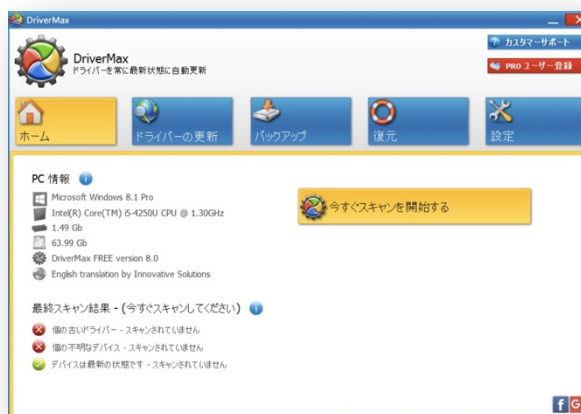 DriverMax
DriverMax
ドライバーを常に最新状態に自動更新
カスタマーサポート
PRO ユーザー登録
ホーム
ドライバーの更新
バックアップ
復元
設定
PC 情報
Microsoft Windows 8.1 Pro
Intel(R) Core(TM) i5-4250U CPU @ 1.30GHz
1.49 Gb
63.99 Gb
DriverMax FREE version 8.0
English translation by Innovative Solutions
今すぐスキャンを開始する
最終スキャン結果 - (今すぐスキャンしてください)
個の古いドライバー - スキャンされていません
個の不明なデバイス - スキャンされていません
デバイスは最新の状態です - スキャンされていません
f G